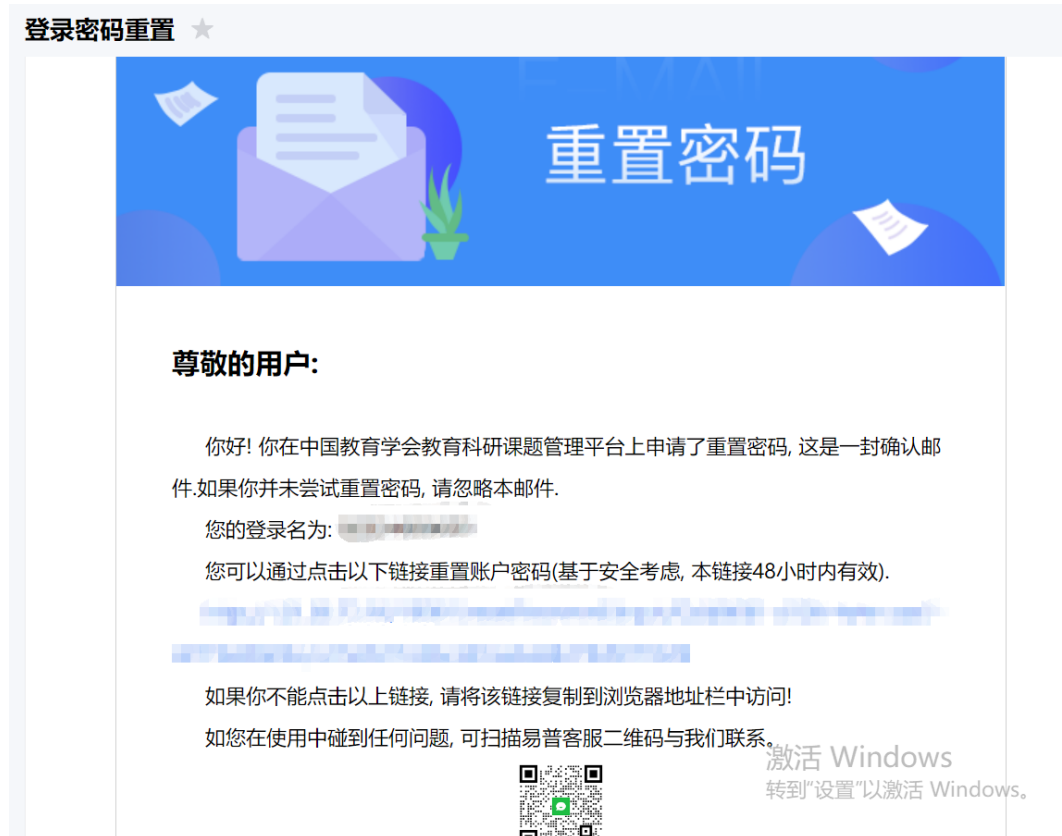 登录密码重置
E-MAIl
重置密码
尊敬的用户:
你好! 你在中国教育学会教育科研课题管理平台上申请了重置密码, 这是一封确认邮
件.如果你并未尝试重置密码, 请忽略本邮件.
您的登录名为:
您可以通过点击以下链接重置账户密码(基于安全考虑, 本链接48小时内有效).
如果你不能点击以上链接, 请将该链接复制到浏览器地址栏中访问!
如您在使用中碰到任何问题, 可扫描易普客服二维码与我们联系。
激活 Windows
转到"设置"以激活 Windows。